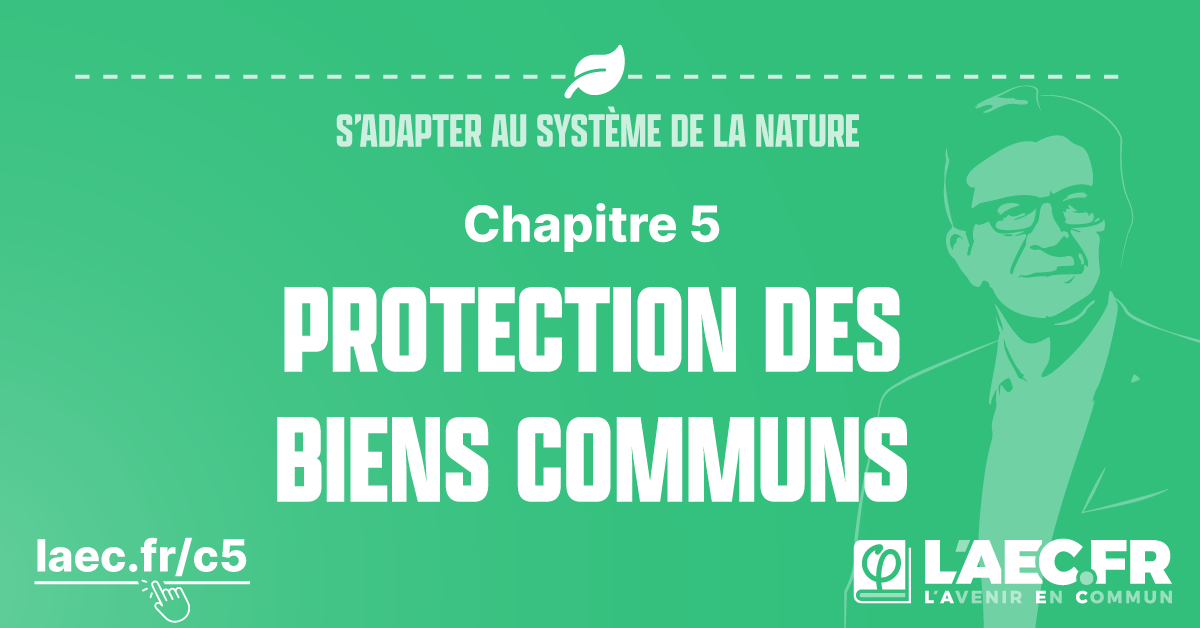 S'ADAPTER AU SYSTÈME DE LA NATURE
Chapitre 5
PROTECTION DES
BIENS COMMUNS
laec.fr/c5
φ L'AEC.FR
L'AVENIR EN COMMUN